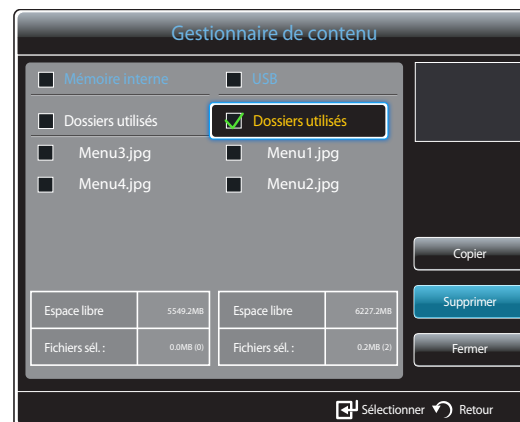 Gestionnaire de contenu
Mémoire interne
USB
Dossiers utilisés
Dossiers utilisés
Menu3.jpg
Menu1.jpg
Menu4.jpg
Menu2.jpg
Copier
Supprimer
Fermer
Espace libre
5549.2MB
Espace libre
6227.2MB
Fichiers sél. :
0.0MB (0)
Fichiers sél. :
0.2MB (2)
Sélectionner
Retour